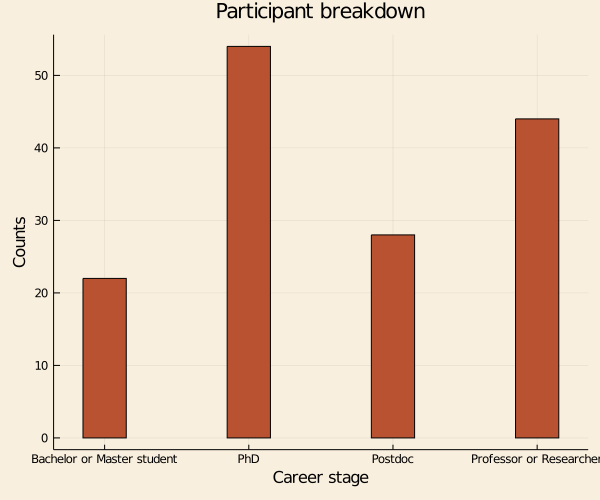 Participant breakdown
Counts
50
40
30
20
10
0
Bachelor or Master student PhD Postdoc Professor or Researcher
Career stage